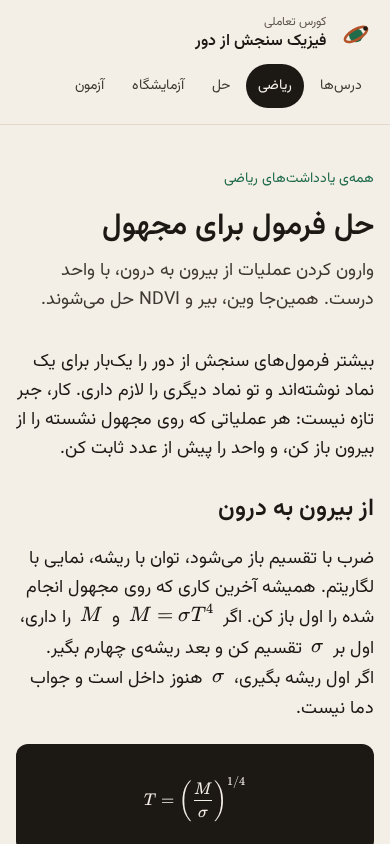 کورس تعاملی
فیزیک سنجش از دور
درس‌ها ریاضی حل آزمایشگاه آزمون
همه‌ی یادداشت‌های ریاضی
حل فرمول برای مجهول
وارون کردن عملیات از بیرون به درون، با واحد
درست. همین‌جا وین، بیر و NDVI حل می‌شوند.
بیشتر فرمول‌های سنجش از دور را یک‌بار برای یک
نماد نوشته‌اند و تو نماد دیگری را لازم داری. کار، جبر
تازه نیست: هر عملیاتی که روی مجهول نشسته را از
بیرون باز کن، و واحد را پیش از عدد ثابت کن.
از بیرون به درون
ضرب با تقسیم باز می‌شود، توان با ریشه، نمایی با
لگاریتم. همیشه آخرین کاری که روی مجهول انجام
شده را اول باز کن. اگر M = σT⁴ و M را داری،
اول بر σ تقسیم کن و بعد ریشه‌ی چهارم بگیر.
اگر اول ریشه بگیری، σ هنوز داخل است و جواب
دما نیست.
T = (M/σ)^{1/4}